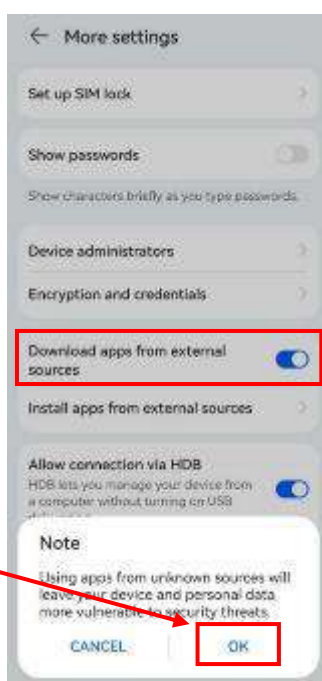 ← More settings
Set up SIM lock
Show passwords
Show characters briefly as you type passwords.
Device administrators
Encryption and credentials
Download apps from external
sources
Install apps from external sources
Allow connection via HDB
HDB lets you manage your device from
a computer without turning on USB
Note
Using apps from unknown sources will
leave your device and personal data
more vulnerable to security threats.
CANCEL OK